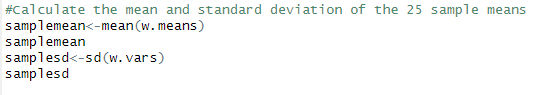 #Calculate the mean and standard deviation of the 25 sample means
samplemean<-mean(w.means)
samplemean
samplesd<-sd(w.vars)
samplesd